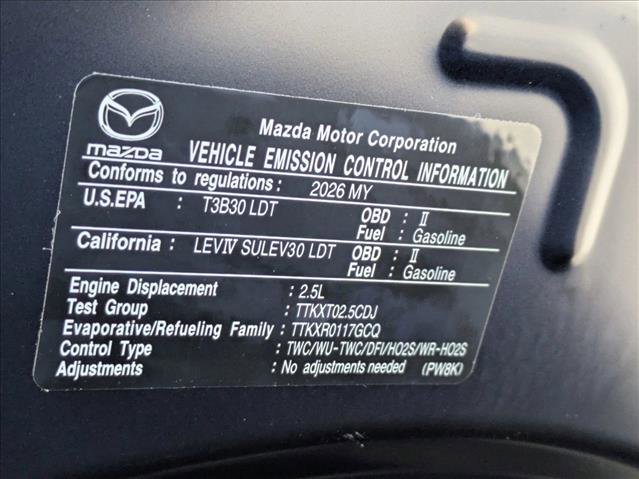 Mazda Motor Corporation
mazda
VEHICLE EMISSION CONTROL INFORMATION
Conforms to regulations: 2026 MY
U.S.EPA : T3B30 LDT OBD : II
Fuel : Gasoline
California : LEVIV SULEV30 LDT OBD : II
Fuel : Gasoline
Engine Displacement : 2.5L
Test Group : TTKXT02.5CDJ
Evaporative/Refueling Family : TTKXR0117GCQ
Control Type : TWC/WU-TWC/DFI/HO2S/WR-HO2S
Adjustments : No adjustments needed (PW8K)